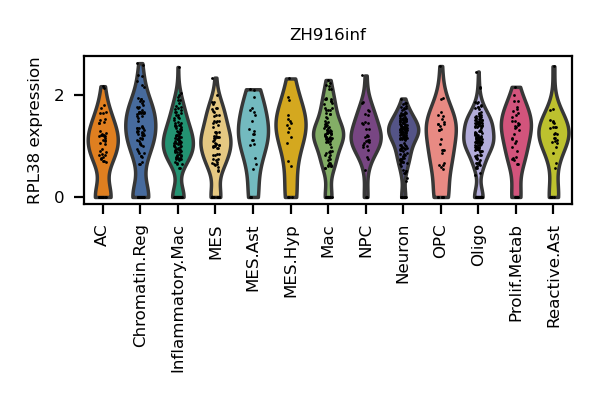 ZH916inf
RPL38 expression
2
0
AC
Chromatin.Reg
Inflammatory.Mac
MES
MES.Ast
MES.Hyp
Mac
NPC
Neuron
OPC
Oligo
Prolif.Metab
Reactive.Ast